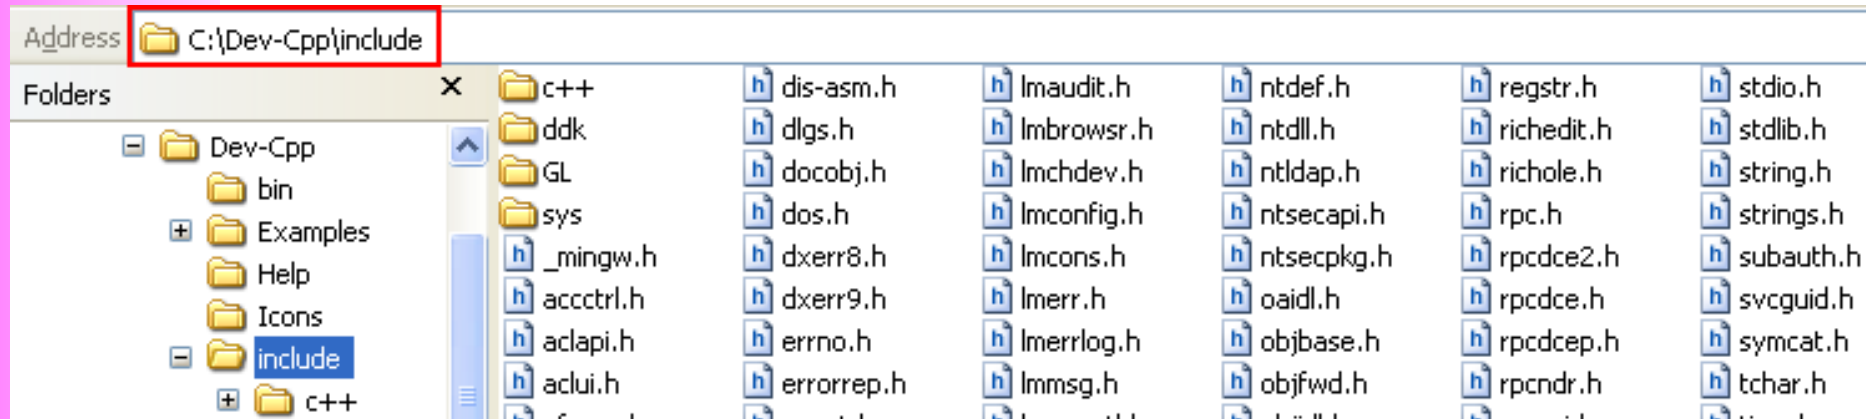 Address C:\Dev-Cpp\include
Folders
Dev-Cpp
bin
Examples
Help
Icons
include
c++
c++ dis-asm.h lmaudit.h ntdef.h regstr.h stdio.h
ddk dlgs.h lmbrowsr.h ntdll.h richedit.h stdlib.h
GL docobj.h lmchdev.h ntldap.h richole.h string.h
sys dos.h lmconfig.h ntsecapi.h rpc.h strings.h
_mingw.h dxerr8.h lmcons.h ntsecpkg.h rpcdce2.h subauth.h
accctrl.h dxerr9.h lmerr.h oaidl.h rpcdce.h svcguid.h
aclapi.h errno.h lmerrlog.h objbase.h rpcdcep.h symcat.h
aclui.h errorrep.h lmmsg.h objfwd.h rpcndr.h tchar.h